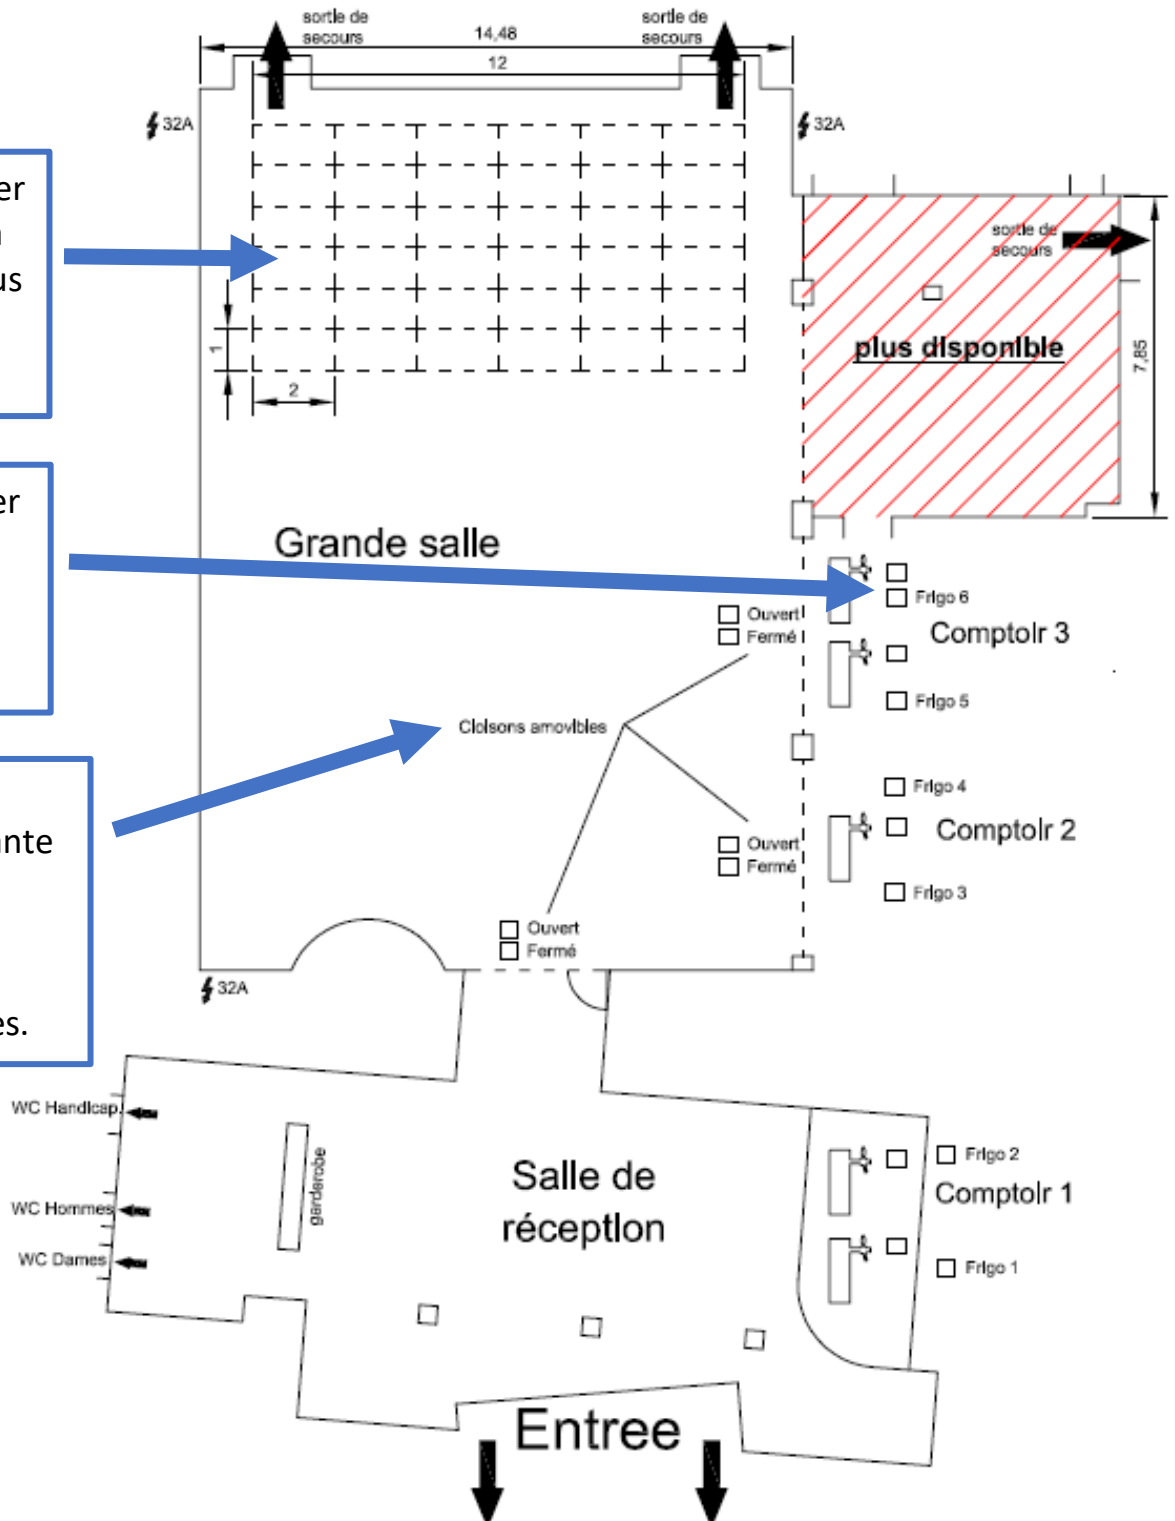 sortie de
secours
sortie de
secours
14,48
12
32A
32A
er
us
sortie de
secours
plus disponible
7,85
1
2
er
Grande salle
Ouvert
Fermé
Frigo 6
Comptoir 3
Frigo 5
Cloisons amovibles
Frigo 4
Comptoir 2
Ouvert
Fermé
Frigo 3
ante
Ouvert
Fermé
32A
es.
WC Handicap.
WC Hommes
WC Dames
garderobe
Salle de
réception
Frigo 2
Comptoir 1
Frigo 1
Entree